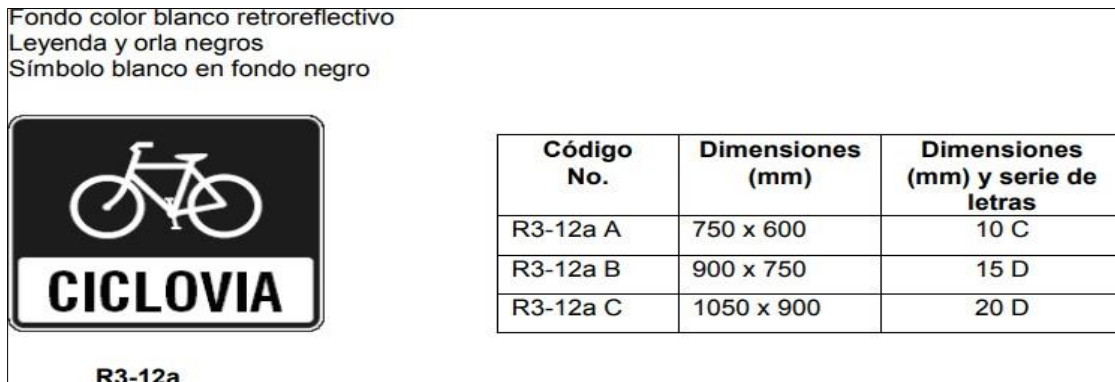 Fondo color blanco retroreflectivo
Leyenda y orla negros
Símbolo blanco en fondo negro
CICLOVIA
R3-12a
Código No. Dimensiones (mm) Dimensiones (mm) y serie de letras
R3-12a A 750 x 600 10 C
R3-12a B 900 x 750 15 D
R3-12a C 1050 x 900 20 D